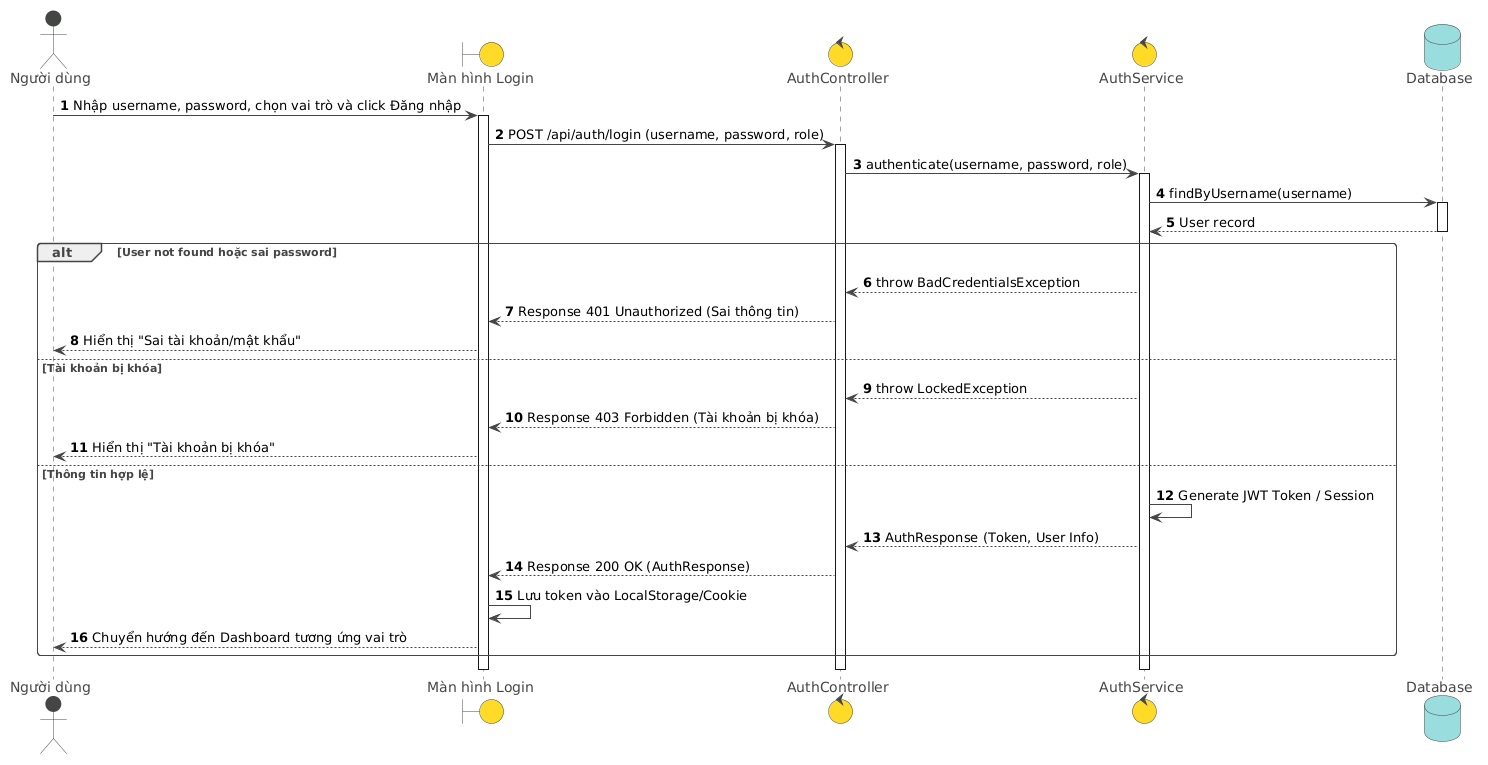 Người dùng
Màn hình Login
AuthController
AuthService
Database
1 Nhập username, password, chọn vai trò và click Đăng nhập
2 POST /api/auth/login (username, password, role)
3 authenticate(username, password, role)
4 findByUsername(username)
5 User record
alt [User not found hoặc sai password]
6 throw BadCredentialsException
7 Response 401 Unauthorized (Sai thông tin)
8 Hiển thị "Sai tài khoản/mật khẩu"
[Tài khoản bị khóa]
9 throw LockedException
10 Response 403 Forbidden (Tài khoản bị khóa)
11 Hiển thị "Tài khoản bị khóa"
[Thông tin hợp lệ]
12 Generate JWT Token / Session
13 AuthResponse (Token, User Info)
14 Response 200 OK (AuthResponse)
15 Lưu token vào LocalStorage/Cookie
16 Chuyển hướng đến Dashboard tương ứng vai trò
Người dùng
Màn hình Login
AuthController
AuthService
Database